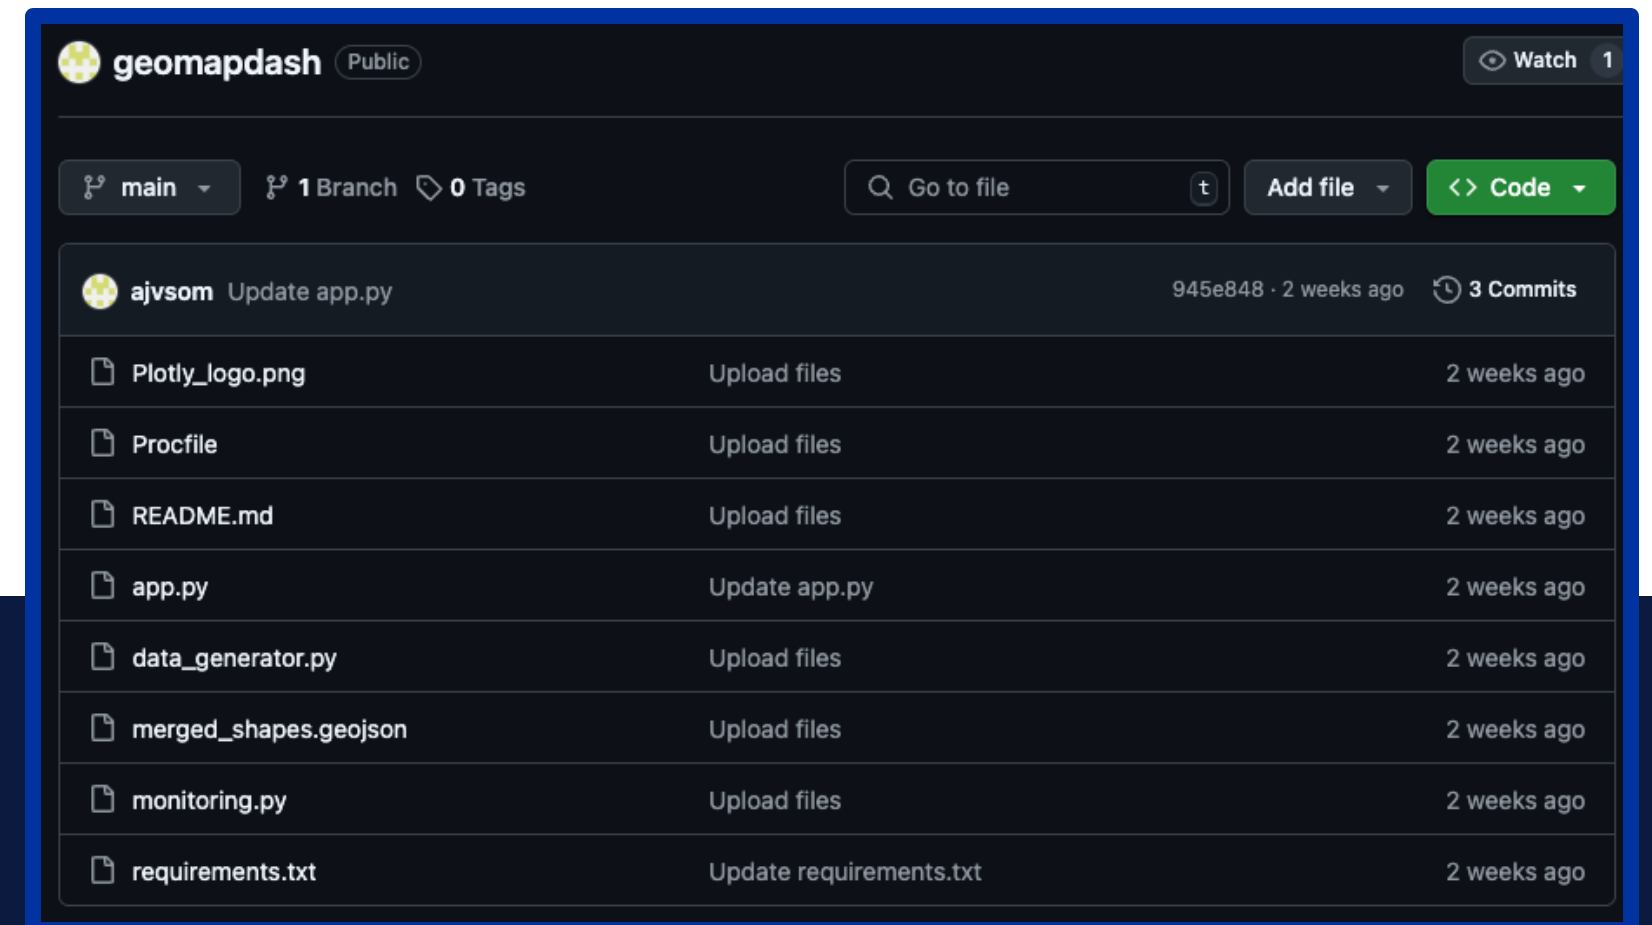 geomapdash Public Watch 1
main 1 Branch 0 Tags Go to file t Add file <> Code
ajvsom Update app.py 945e848 · 2 weeks ago 3 Commits
Plotly_logo.png Upload files 2 weeks ago
Procfile Upload files 2 weeks ago
README.md Upload files 2 weeks ago
app.py Update app.py 2 weeks ago
data_generator.py Upload files 2 weeks ago
merged_shapes.geojson Upload files 2 weeks ago
monitoring.py Upload files 2 weeks ago
requirements.txt Update requirements.txt 2 weeks ago